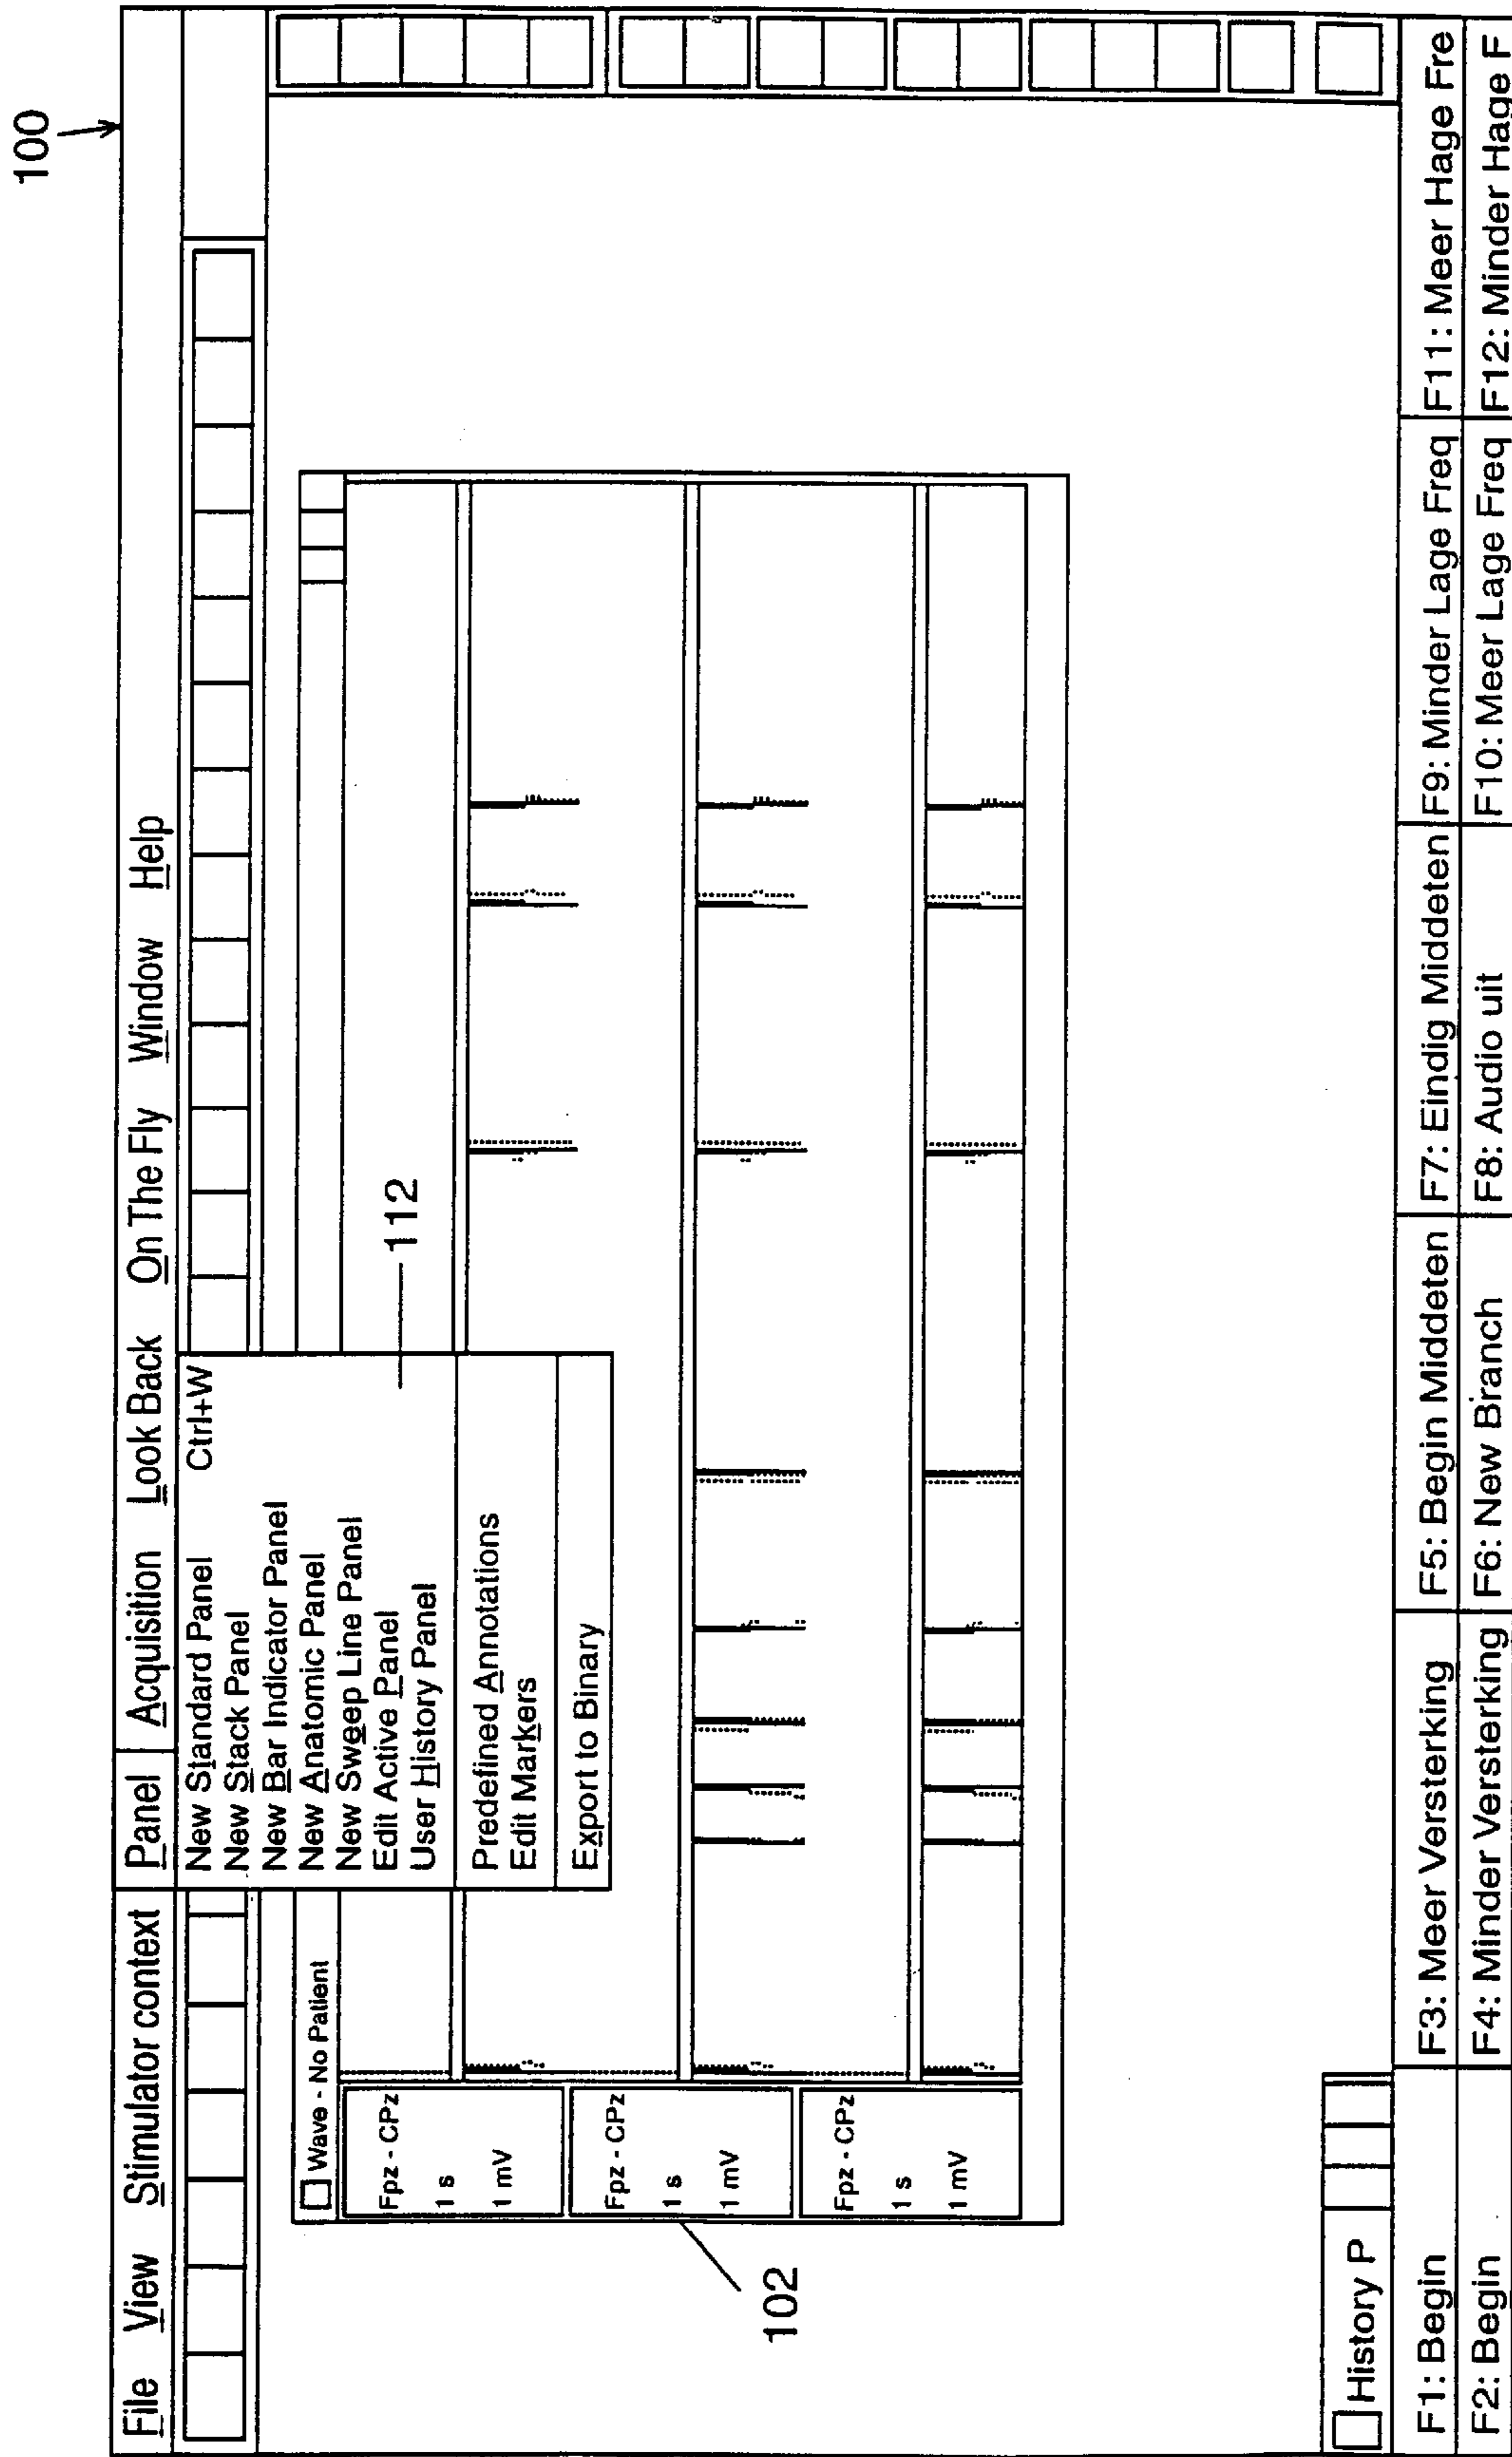 100
File View Stimulator context Panel Acquisition Look Back On The Fly Window Help
New Standard Panel Ctrl+W
New Stack Panel
New Bar Indicator Panel
New Anatomic Panel
New Sweep Line Panel
Edit Active Panel
User History Panel
112
Predefined Annotations
Edit Markers
Export to Binary
Wave - No Patient
Fpz - CPz
1 s
1 mV
Fpz - CPz
1 s
1 mV
Fpz - CPz
1 s
1 mV
102
History P
F1: Begin F3: Meer Versterking F5: Begin Middeten F7: Eindig Middeten F9: Minder Lage Freq F11: Meer Hage Fre
F2: Begin F4: Minder Versterking F6: New Branch F8: Audio uit F10: Meer Lage Freq F12: Minder Hage F